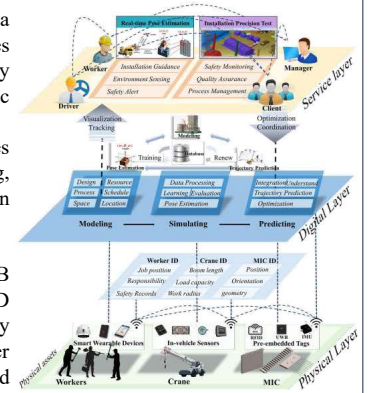 Real-time Pose Estimation
Installation Precision Test
Worker
Manager
Installation Guidance
Safety Monitoring
Environment Sensing
Quality Assurance
Safety Alert
Process Management
Driver
Client
Service layer
Visualization
Tracking
Optimization
Coordination
Modeling
Database
Training
Renew
Pose Estimation
Trajectory Prediction
Design
Resource
Data Processing
Integration
Understand
Process
Schedule
Learning
Evaluation
Trajectory Prediction
Space
Location
Pose Estimation
Optimization
Modeling
Simulating
Predicting
Digital Layer
Worker ID
Crane ID
MIC ID
Job position
Boom length
Position
Responsibility
Load capacity
Orientation
Safety Records
Work radius
geometry
RFID
UWB
IMU
Smart Wearable Devices
In-vehicle Sensors
Pre-embedded Tags
Physical assets
Workers
Crane
MIC
Physical Layer